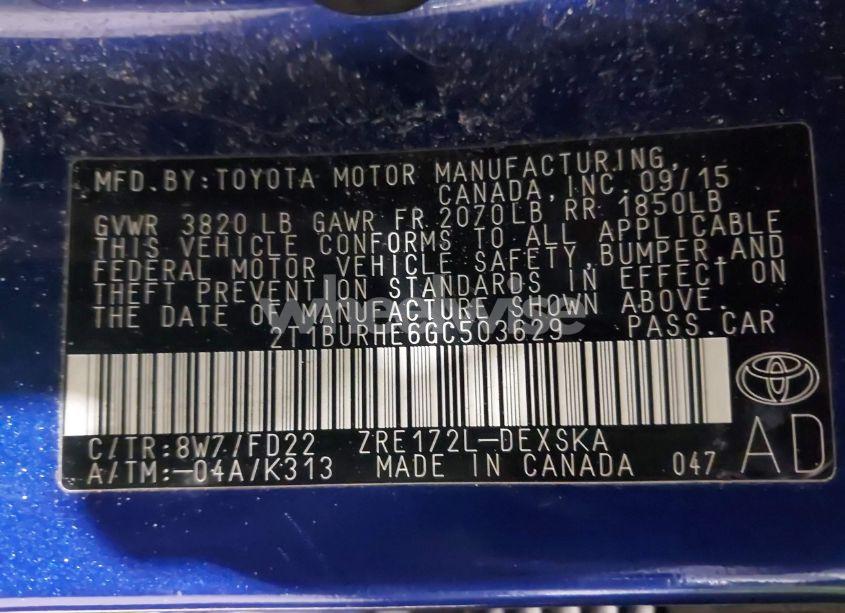 MFD.BY:TOYOTA MOTOR MANUFACTURING,
CANADA,INC. 09/15
GVWR 3820 LB GAWR FR 2070LB RR 1850LB
THIS VEHICLE CONFORMS TO ALL APPLICABLE
FEDERAL MOTOR VEHICLE SAFETY,BUMPER,AND
THEFT PREVENTION STANDARDS IN EFFECT ON
THE DATE OF MANUFACTURE SHOWN ABOVE.
2T1BURHE6GC503629 PASS.CAR
C/TR:8W7/FD22 ZRE172L-DEXSKA
A/TM:-04A/K313 MADE IN CANADA 047
AD